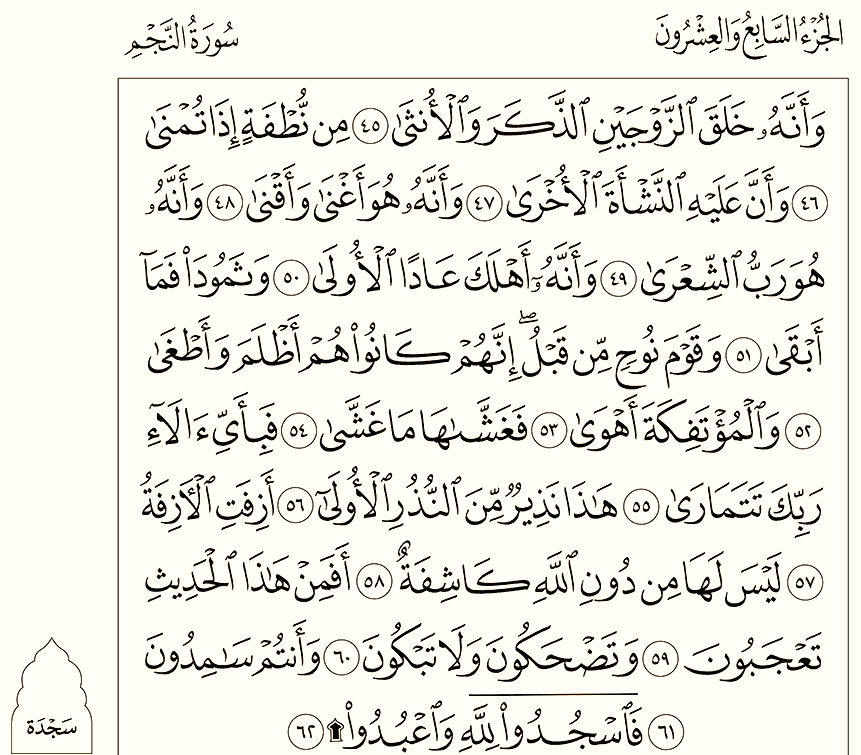 الجُزْءُ السَّابِعُ وَالعِشْرُونَ
سُورَةُ النَّجْمِ
وَأَنَّهُۥ خَلَقَ ٱلزَّوْجَيْنِ ٱلذَّكَرَ وَٱلْأُنثَىٰ ٤٥ مِن نُّطْفَةٍ إِذَا تُمْنَىٰ
٤٦ وَأَنَّ عَلَيْهِ ٱلنَّشْأَةَ ٱلْأُخْرَىٰ ٤٧ وَأَنَّهُۥ هُوَ أَغْنَىٰ وَأَقْنَىٰ ٤٨ وَأَنَّهُۥ
هُوَ رَبُّ ٱلشِّعْرَىٰ ٤٩ وَأَنَّهُۥٓ أَهْلَكَ عَادًا ٱلْأُولَىٰ ٥٠ وَثَمُودَا۟ فَمَآ
أَبْقَىٰ ٥١ وَقَوْمَ نُوحٍ مِّن قَبْلُ ۖ إِنَّهُمْ كَانُوا۟ هُمْ أَظْلَمَ وَأَطْغَىٰ
٥٢ وَٱلْمُؤْتَفِكَةَ أَهْوَىٰ ٥٣ فَغَشَّىٰهَا مَا غَشَّىٰ ٥٤ فَبِأَىِّ ءَالَآءِ
رَبِّكَ تَتَمَارَىٰ ٥٥ هَٰذَا نَذِيرٌ مِّنَ ٱلنُّذُرِ ٱلْأُولَىٰٓ ٥٦ أَزِفَتِ ٱلْءَازِفَةُ
٥٧ لَيْسَ لَهَا مِن دُونِ ٱللَّهِ كَاشِفَةٌ ٥٨ أَفَمِنْ هَٰذَا ٱلْحَدِيثِ
تَعْجَبُونَ ٥٩ وَتَضْحَكُونَ وَلَا تَبْكُونَ ٦٠ وَأَنتُمْ سَٰمِدُونَ
٦١ فَٱسْجُدُوا۟ لِلَّهِ وَٱعْبُدُوا۟ ۩ ٦٢
سَجْدَة